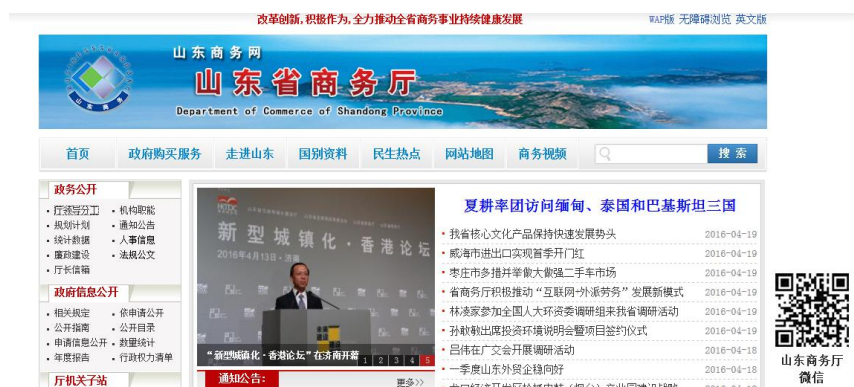 改革创新,积极作为,全力推动全省商务事业持续健康发展
WAP版 无障碍浏览 英文版
山东商务网
山东省商务厅
Department of Commerce of Shandong Province
山东商务
首页 政府购买服务 走进山东 国别资料 民生热点 网站地图 商务视频 搜索
政务公开
厅领导分工 机构职能
规划计划 通知公告
统计数据 人事信息
廉政建设 法规公文
厅长信箱
政府信息公开
相关规定 依申请公开
公开指南 公开目录
申请信息公开 数量统计
年度报告 行政权力清单
厅机关子站
新型城镇化·香港论坛
2016年4月13日·济南
“新型城镇化·香港论坛”在济南开幕
1 2 3 4 5
通知公告:
更多>>
夏耕率团访问缅甸、泰国和巴基斯坦三国
我省核心文化产品保持快速发展势头 2016-04-19
威海市进出口实现首季开门红 2016-04-19
枣庄市多措并举做大做强二手车市场 2016-04-19
省商务厅积极推动“互联网+外派劳务”发展新模式 2016-04-19
林凌家参加全国人大环资委调研组来我省调研活动 2016-04-19
孙敢勅出席投资环境说明会暨项目签约仪式 2016-04-19
吕伟在广交会开展调研活动 2016-04-18
一季度山东外贸企稳向好 2016-04-18
山东商务厅
微信